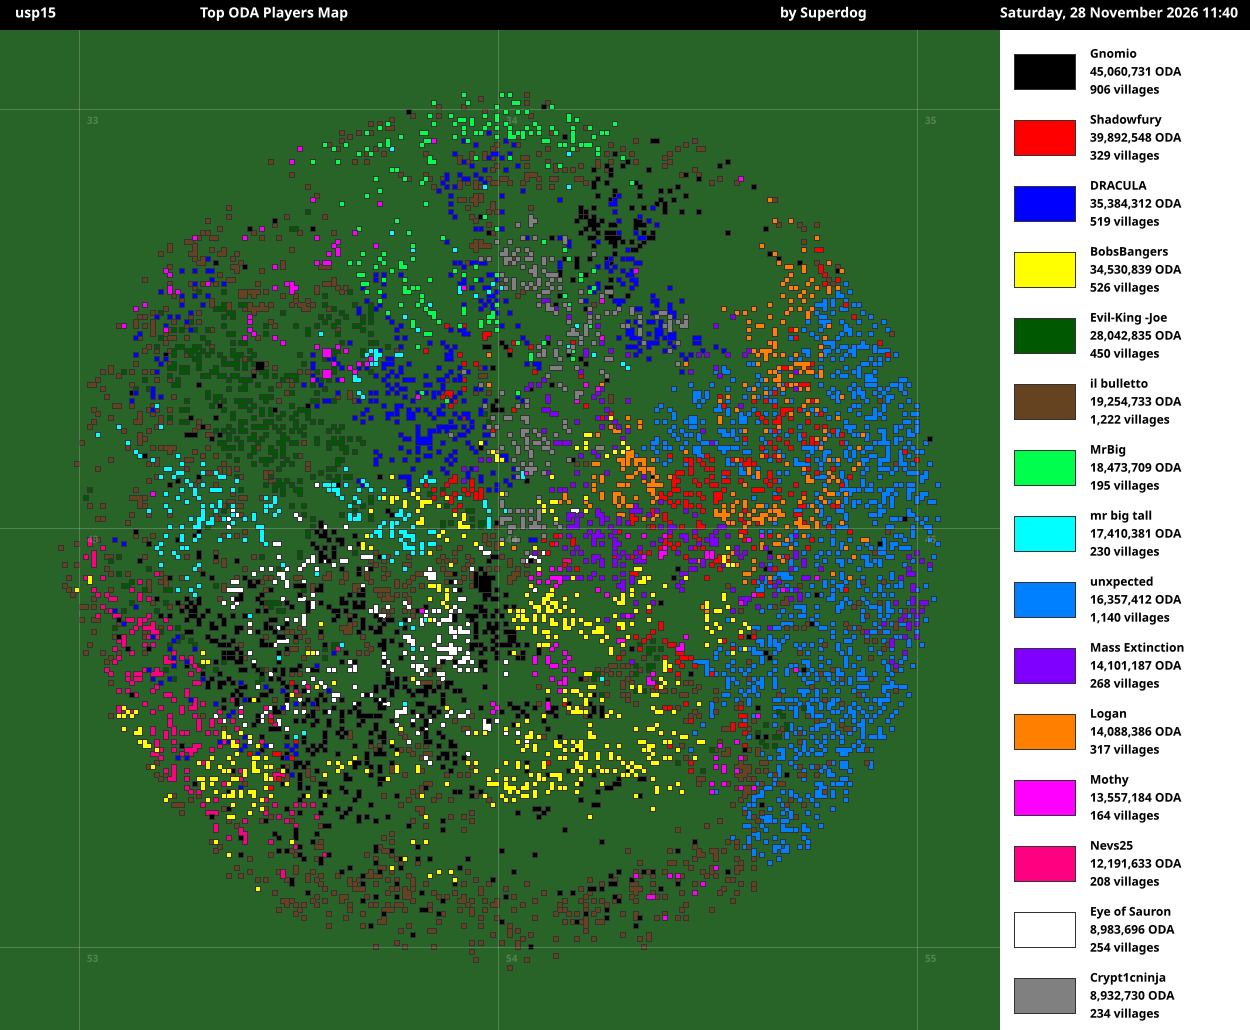 usp15 Top ODA Players Map by Superdog Saturday, 28 November 2026 11:40
Gnomio
45,060,731 ODA
906 villages
Shadowfury
39,892,548 ODA
329 villages
DRACULA
35,384,312 ODA
519 villages
BobsBangers
34,530,839 ODA
526 villages
Evil-King -Joe
28,042,835 ODA
450 villages
il bulletto
19,254,733 ODA
1,222 villages
MrBig
18,473,709 ODA
195 villages
mr big tall
17,410,381 ODA
230 villages
unxpected
16,357,412 ODA
1,140 villages
Mass Extinction
14,101,187 ODA
268 villages
Logan
14,088,386 ODA
317 villages
Mothy
13,557,184 ODA
164 villages
Nevs25
12,191,633 ODA
208 villages
Eye of Sauron
8,983,696 ODA
254 villages
Crypt1cninja
8,932,730 ODA
234 villages
33 34 35
53 54 55